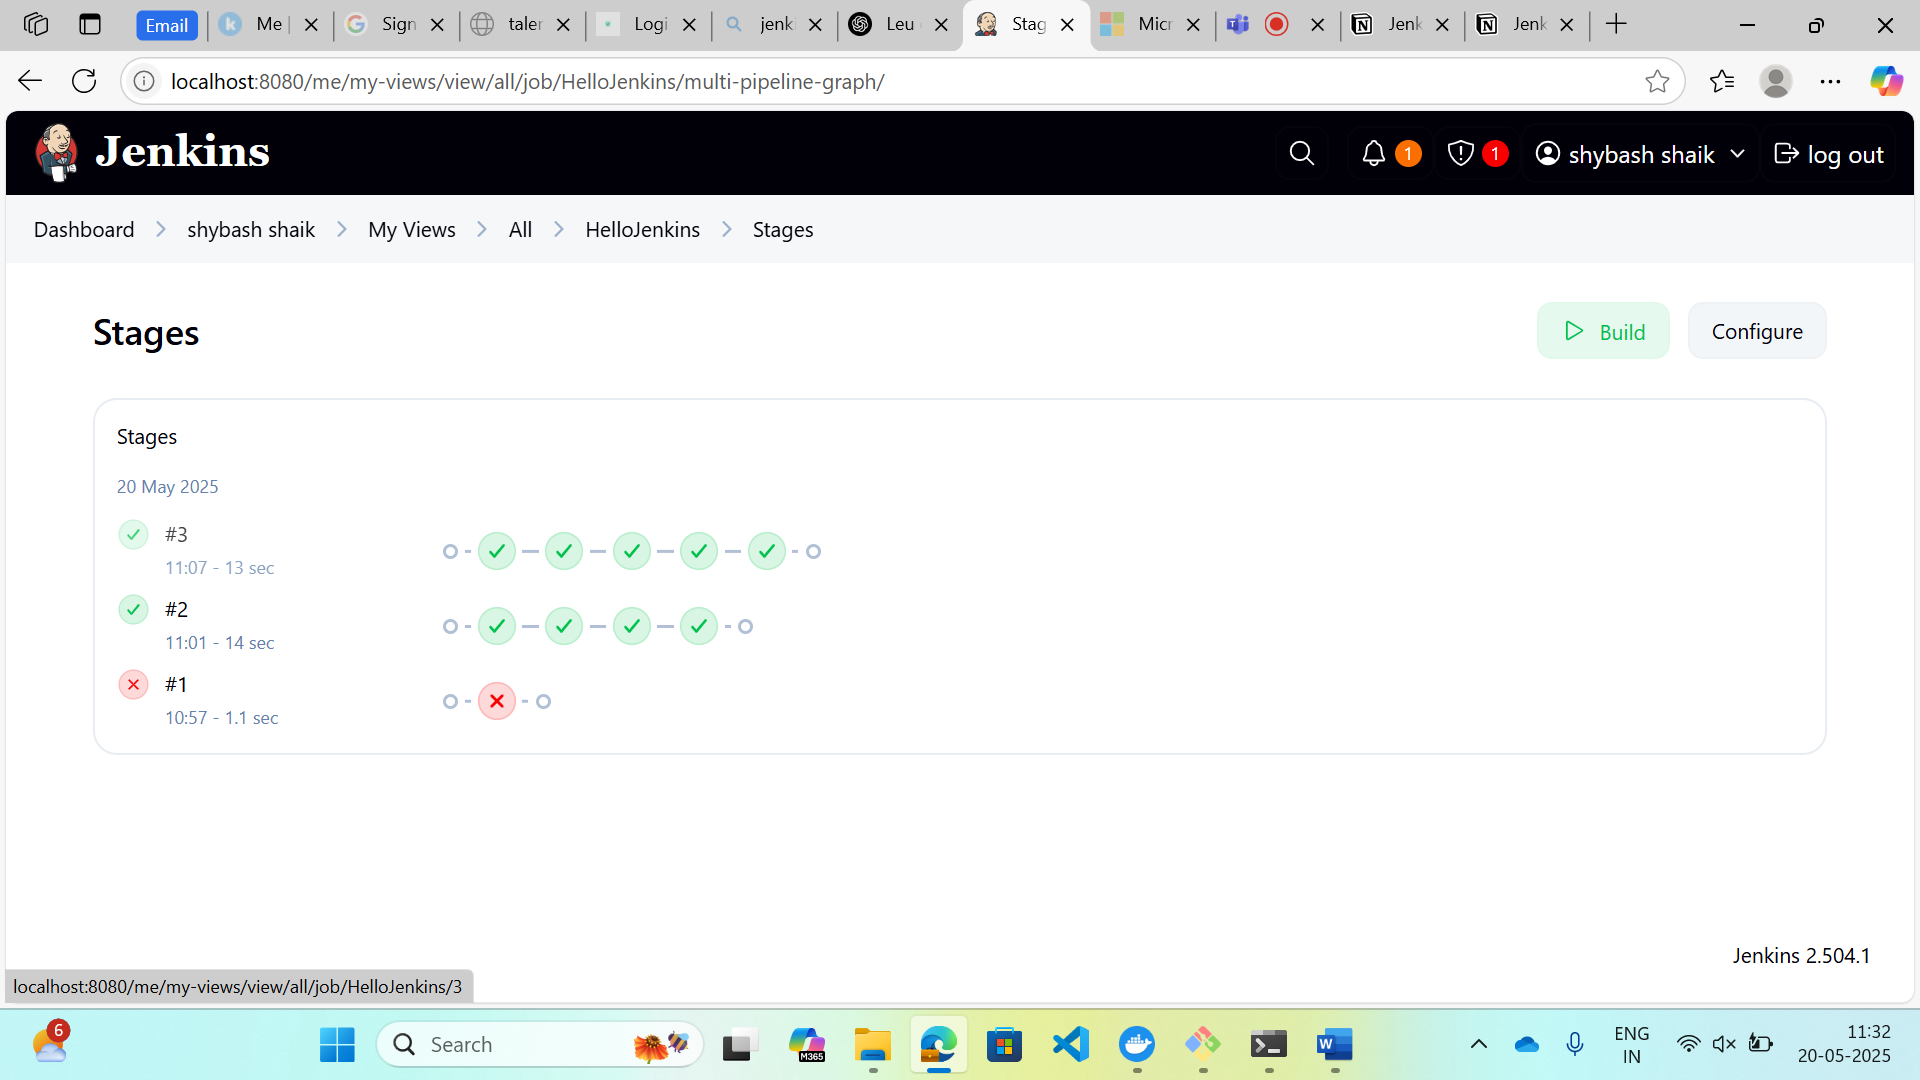 Email
Me
Sign
taler
Logi
jenki
Leu
Stag
Micr
Jenk
Jenk
localhost:8080/me/my-views/view/all/job/HelloJenkins/multi-pipeline-graph/
Jenkins
1
1
shybash shaik
log out
Dashboard
shybash shaik
My Views
All
HelloJenkins
Stages
Stages
Build
Configure
Stages
20 May 2025
#3
11:07 - 13 sec
#2
11:01 - 14 sec
#1
10:57 - 1.1 sec
Jenkins 2.504.1
localhost:8080/me/my-views/view/all/job/HelloJenkins/3
6
Search
M365
ENG
IN
11:32
20-05-2025